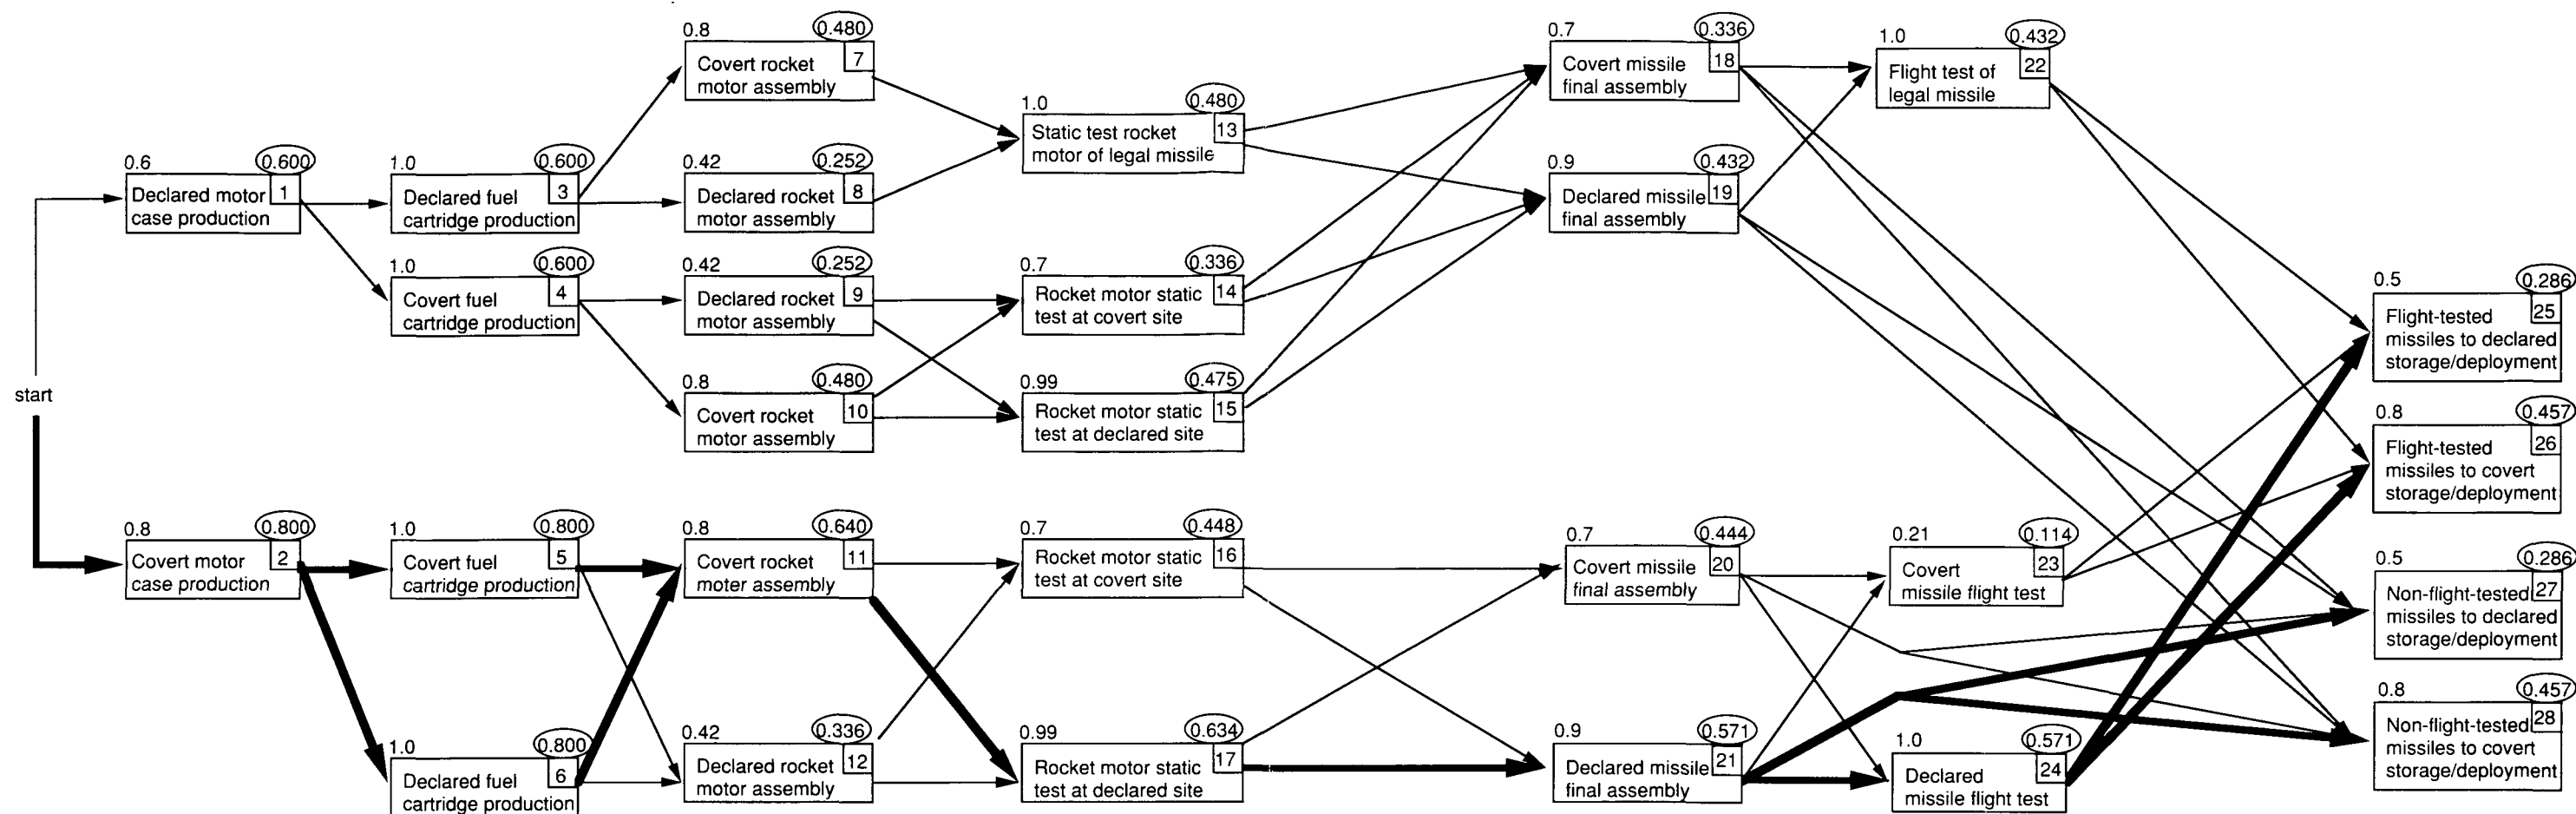 start
0.6
0.600
1
Declared motor
case production
0.8
0.800
2
Covert motor
case production
1.0
0.600
3
Declared fuel
cartridge production
1.0
0.600
4
Covert fuel
cartridge production
1.0
0.800
5
Covert fuel
cartridge production
1.0
0.800
6
Declared fuel
cartridge production
0.8
0.480
7
Covert rocket
motor assembly
0.42
0.252
8
Declared rocket
motor assembly
0.42
0.252
9
Declared rocket
motor assembly
0.8
0.480
10
Covert rocket
motor assembly
0.8
0.640
11
Covert rocket
moter assembly
0.42
0.336
12
Declared rocket
motor assembly
1.0
0.480
13
Static test rocket
motor of legal missile
0.7
0.336
14
Rocket motor static
test at covert site
0.99
0.475
15
Rocket motor static
test at declared site
0.7
0.448
16
Rocket motor static
test at covert site
0.99
0.634
17
Rocket motor static
test at declared site
0.7
0.336
18
Covert missile
final assembly
0.9
0.432
19
Declared missile
final assembly
0.7
0.444
20
Covert missile
final assembly
0.9
0.571
21
Declared missile
final assembly
1.0
0.432
22
Flight test of
legal missile
0.21
0.114
23
Covert
missile flight test
1.0
0.571
24
Declared
missile flight test
0.5
0.286
25
Flight-tested
missiles to declared
storage/deployment
0.8
0.457
26
Flight-tested
missiles to covert
storage/deployment
0.5
0.286
27
Non-flight-tested
missiles to declared
storage/deployment
0.8
0.457
28
Non-flight-tested
missiles to covert
storage/deployment